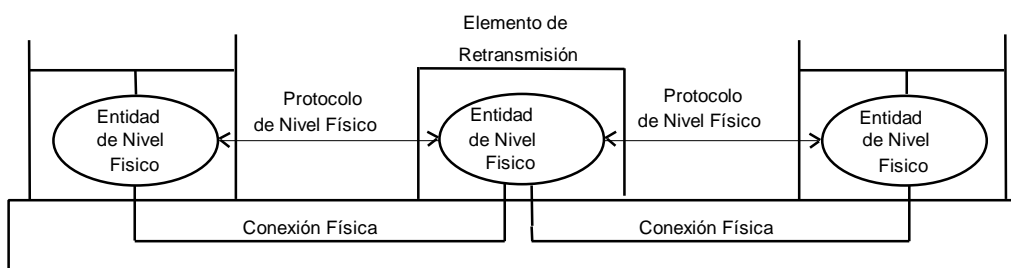 Elemento de
Retransmisión
Entidad
de Nivel
Fisico
Protocolo
de Nivel Físico
Entidad
de Nivel
Fisico
Protocolo
de Nivel Físico
Entidad
de Nivel
Fisico
Conexión Física
Conexión Física